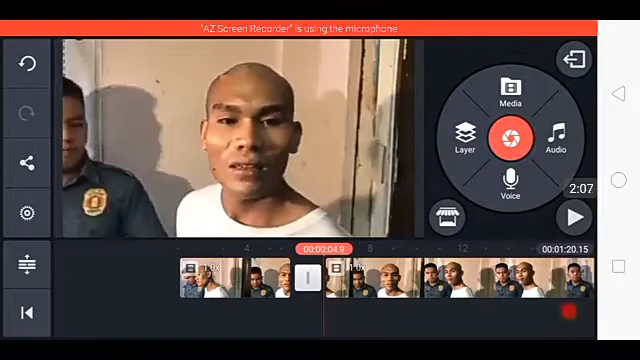 "AZ Screen Recorder" is using the microphone
Media
Layer
Audio
Voice
2:07
4
00:00:04.9
8
12
00:01:20.15
1.0x
1.0x